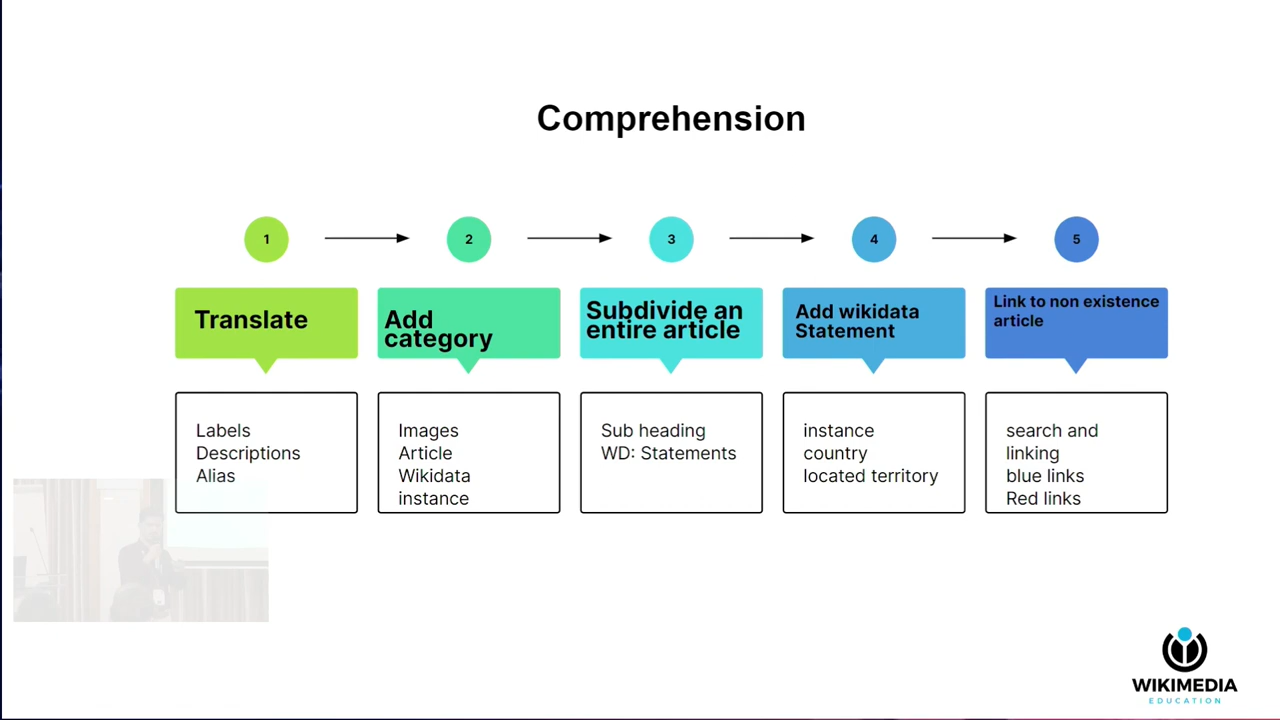 Comprehension
1
2
3
4
5
Translate
Add
category
Subdivide an
entire article
Add wikidata
Statement
Link to non existence
article
Labels
Descriptions
Alias
Images
Article
Wikidata
instance
Sub heading
WD: Statements
instance
country
located territory
search and
linking
blue links
Red links
WIKIMEDIA
EDUCATION